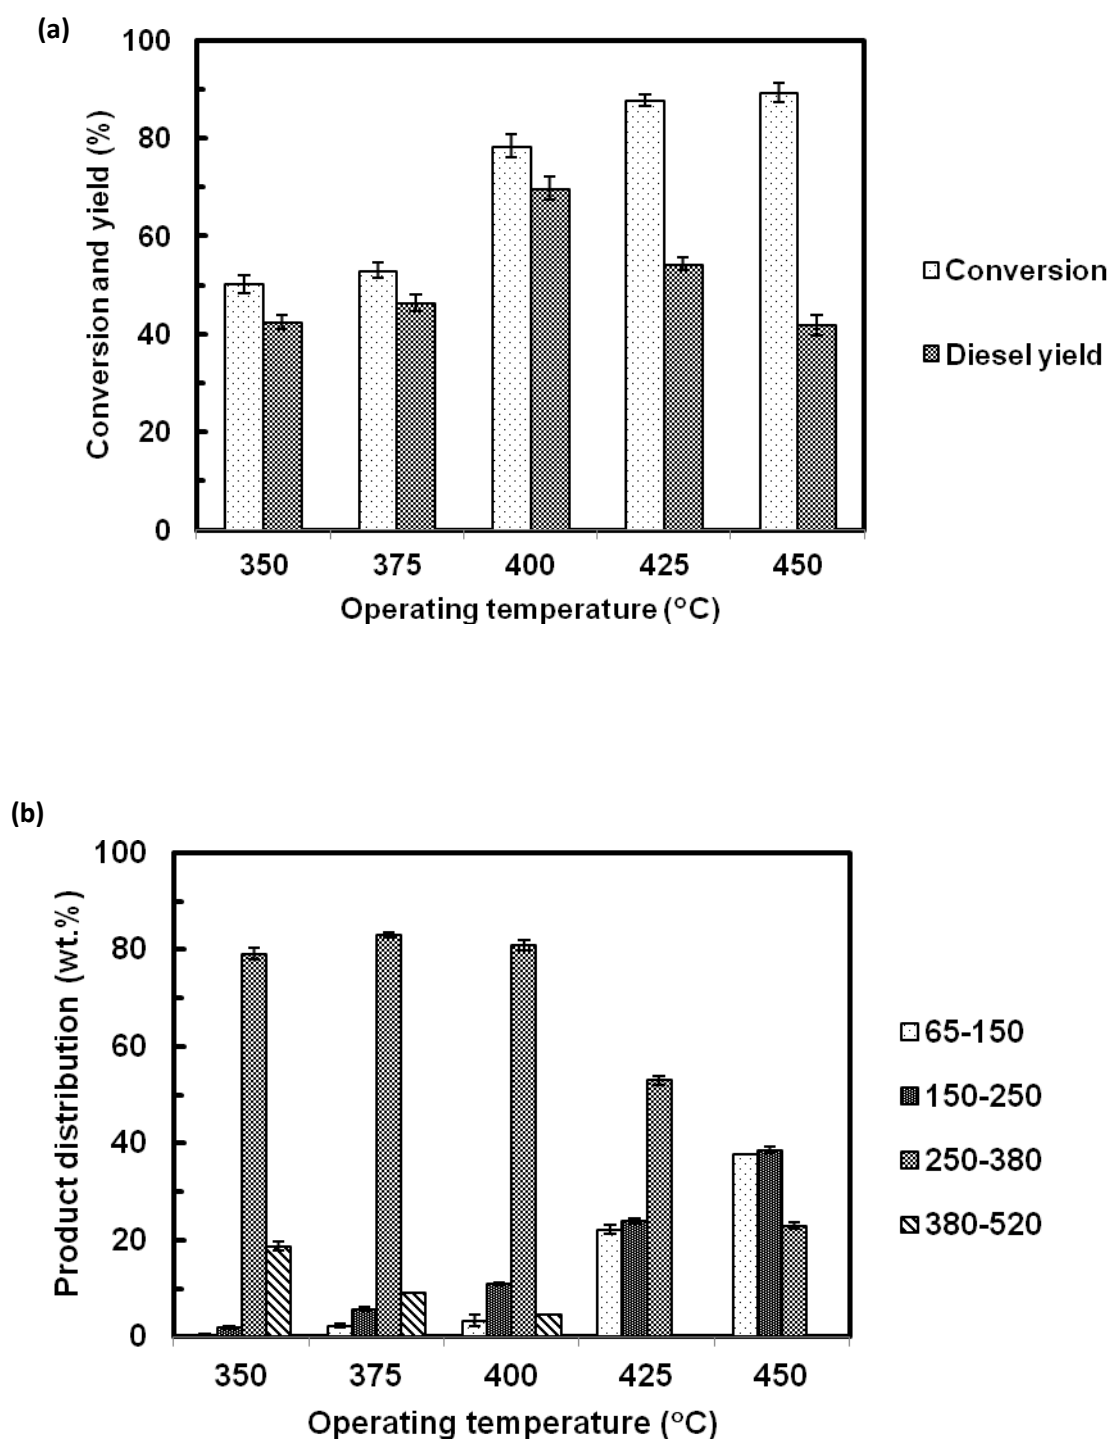 (a)
100
80
60
40
20
0
Conversion and yield (%)
350 375 400 425 450
Operating temperature (°C)
Conversion
Diesel yield
(b)
100
80
60
40
20
0
Product distribution (wt.%)
350 375 400 425 450
Operating temperature (°C)
65-150
150-250
250-380
380-520